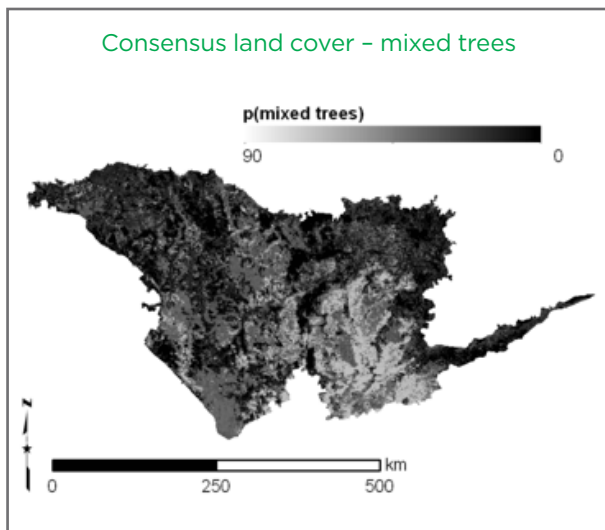 Consensus land cover – mixed trees
p(mixed trees)
90 0
N
km
0 250 500